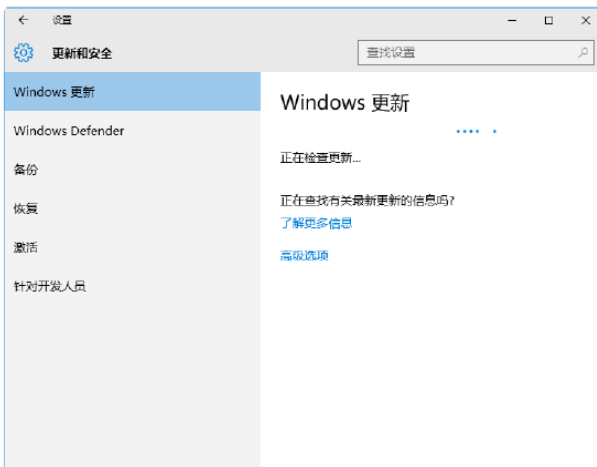 设置
更新和安全
查找设置
Windows 更新
Windows Defender
备份
恢复
激活
针对开发人员
Windows 更新
正在检查更新...
正在查找有关最新更新的信息吗?
了解更多信息
高级选项